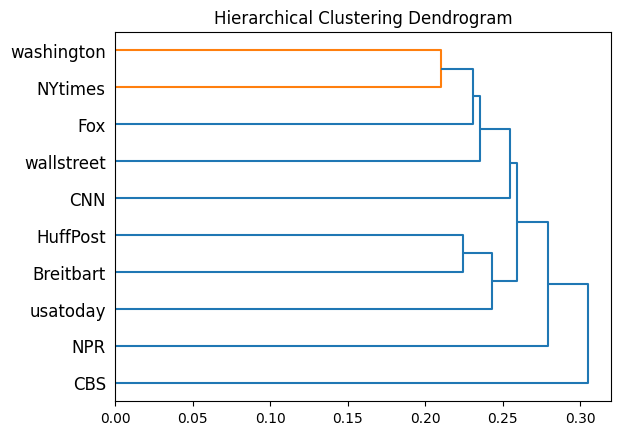 Hierarchical Clustering Dendrogram
washington
NYtimes
Fox
wallstreet
CNN
HuffPost
Breitbart
usatoday
NPR
CBS
0.00 0.05 0.10 0.15 0.20 0.25 0.30